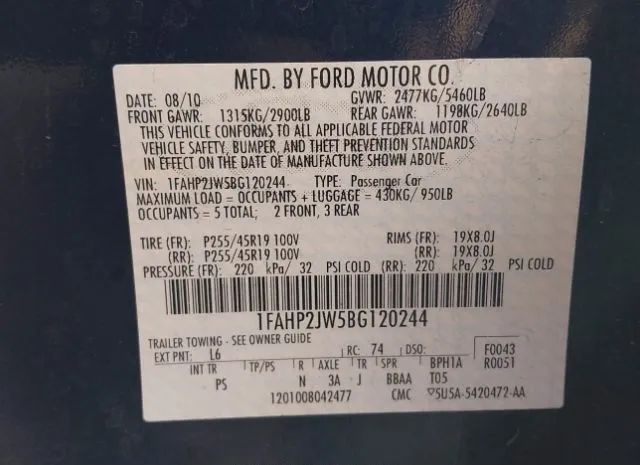 MFD. BY FORD MOTOR CO.
DATE: 08/10 GVWR: 2477KG/5460LB
FRONT GAWR: 1315KG/2900LB REAR GAWR: 1198KG/2640LB
THIS VEHICLE CONFORMS TO ALL APPLICABLE FEDERAL MOTOR
VEHICLE SAFETY, BUMPER, AND THEFT PREVENTION STANDARDS
IN EFFECT ON THE DATE OF MANUFACTURE SHOWN ABOVE.
VIN: 1FAHP2JW5BG120244 TYPE: Passenger Car
MAXIMUM LOAD = OCCUPANTS + LUGGAGE = 430KG/ 950LB
OCCUPANTS = 5 TOTAL; 2 FRONT, 3 REAR
TIRE (FR): P255/45R19 100V RIMS (FR): 19X8.0J
(RR): P255/45R19 100V (RR): 19X8.0J
PRESSURE (FR): 220 kPa/ 32 PSI COLD (RR): 220 kPa/ 32 PSI COLD
1FAHP2JW5BG120244
TRAILER TOWING - SEE OWNER GUIDE
EXT PNT: L6 RC: 74 DSO: F0043
INT TR TP/PS R AXLE TR SPR BPH1A R0051
PS N 3A J BBAA T05
1201008042477 CMC ▽5U5A-5420472-AA